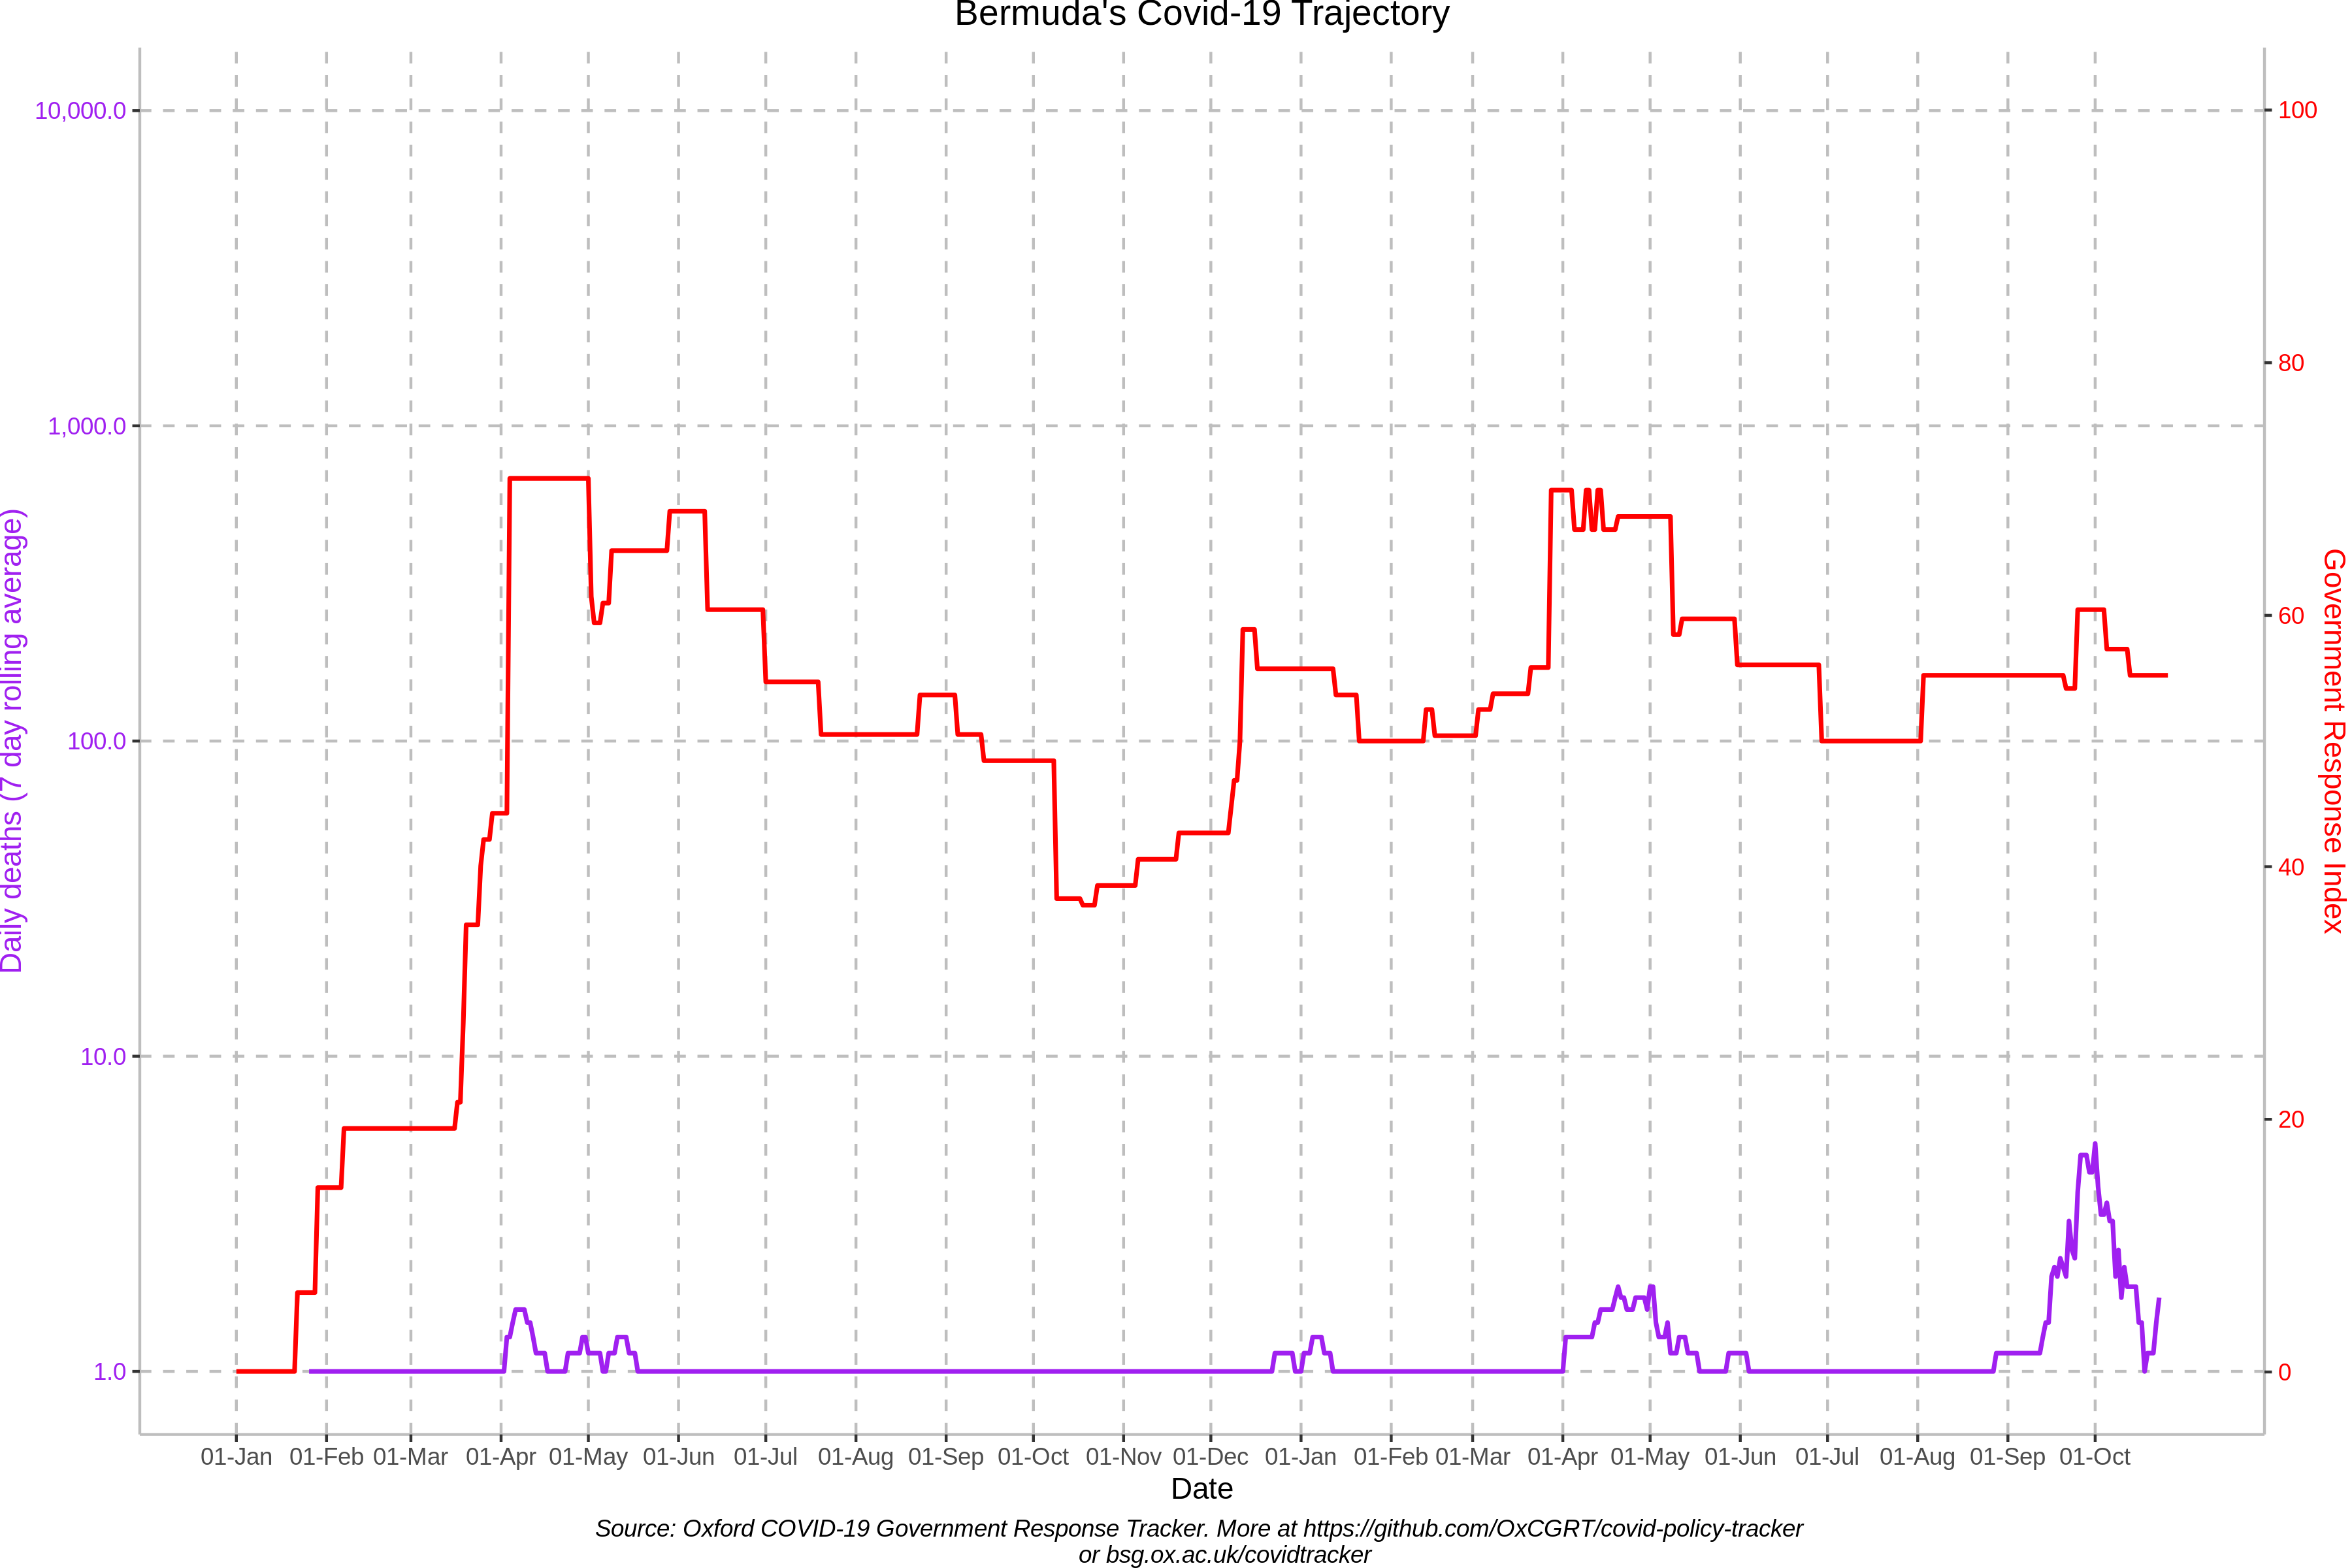 Bermuda's Covid-19 Trajectory
10,000.0
1,000.0
100.0
10.0
1.0
Daily deaths (7 day rolling average)
100
80
60
40
20
0
Government Response Index
01-Jan 01-Feb 01-Mar 01-Apr 01-May 01-Jun 01-Jul 01-Aug 01-Sep 01-Oct 01-Nov 01-Dec 01-Jan 01-Feb 01-Mar 01-Apr 01-May 01-Jun 01-Jul 01-Aug 01-Sep 01-Oct
Date
Source: Oxford COVID-19 Government Response Tracker. More at https://github.com/OxCGRT/covid-policy-tracker
or bsg.ox.ac.uk/covidtracker